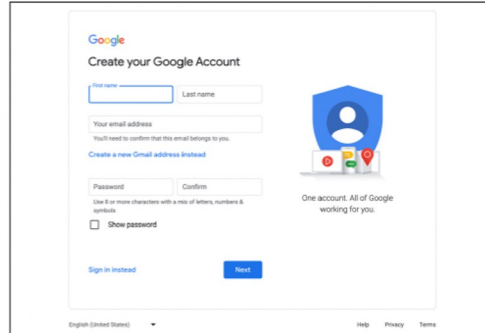 Google
Create your Google Account
First name
Last name
Your email address
You'll need to confirm that this email belongs to you.
Create a new Gmail address instead
Password
Confirm
Use 8 or more characters with a mix of letters, numbers &
symbols
Show password
One account. All of Google
working for you.
Sign in instead
Next
English (United States)
Help
Privacy
Terms